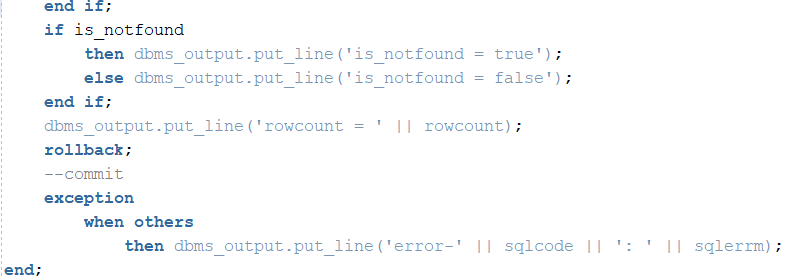 end if;
if is_notfound
then dbms_output.put_line('is_notfound = true');
else dbms_output.put_line('is_notfound = false');
end if;
dbms_output.put_line('rowcount = ' || rowcount);
rollback;
--commit
exception
when others
then dbms_output.put_line('error-' || sqlcode || ': ' || sqlerrm);
end;